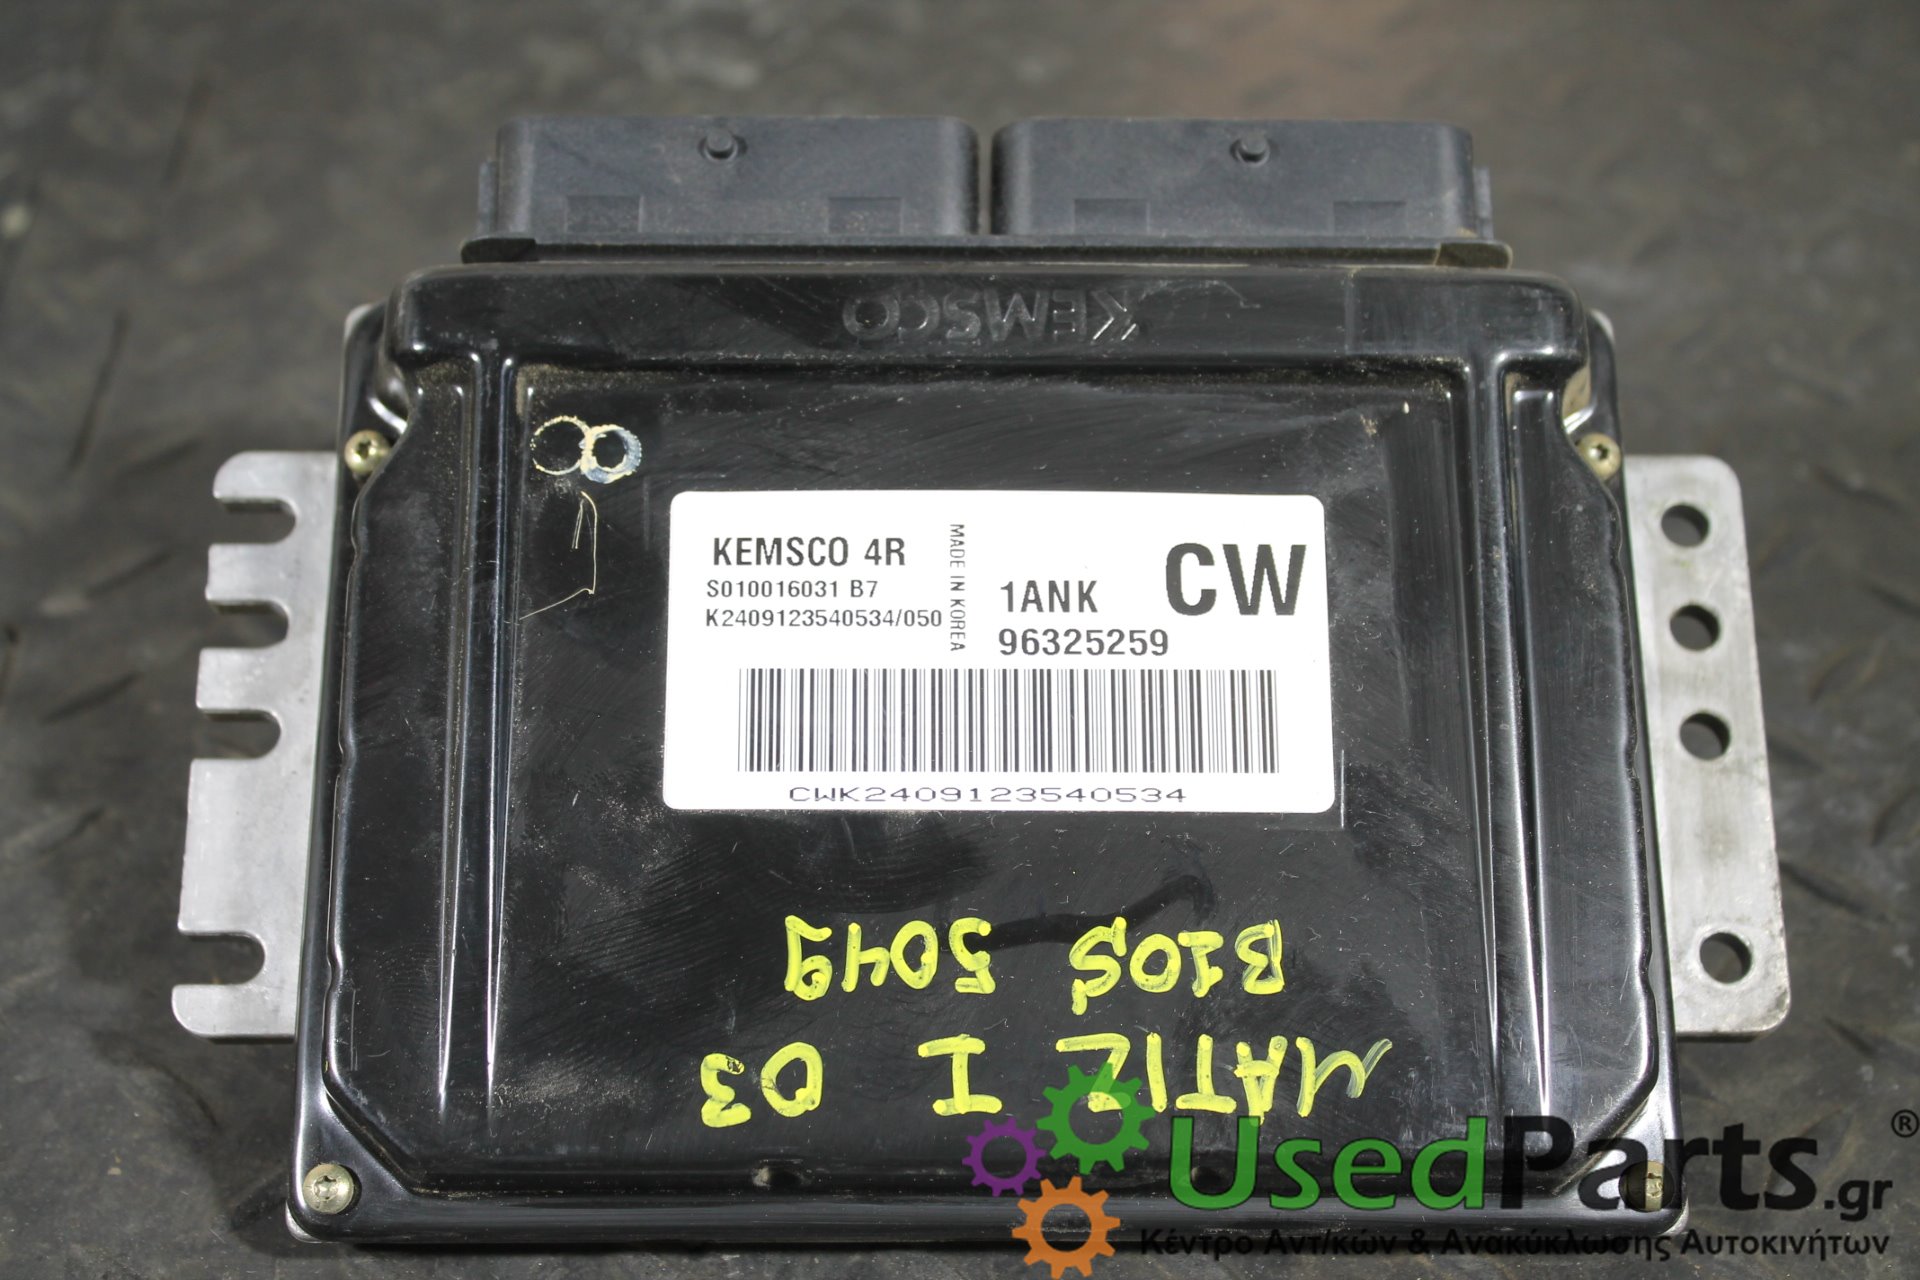 KEMSCO
KEMSCO 4R
S010016031 B7
K2409123540534/050
MADE IN KOREA
1ANK
96325259
CW
CWK2409123540534
MATIZ I 03
B10S 5049
UsedParts.gr®
Κέντρο Αντ/κών & Ανακύκλωσης Αυτοκινήτων